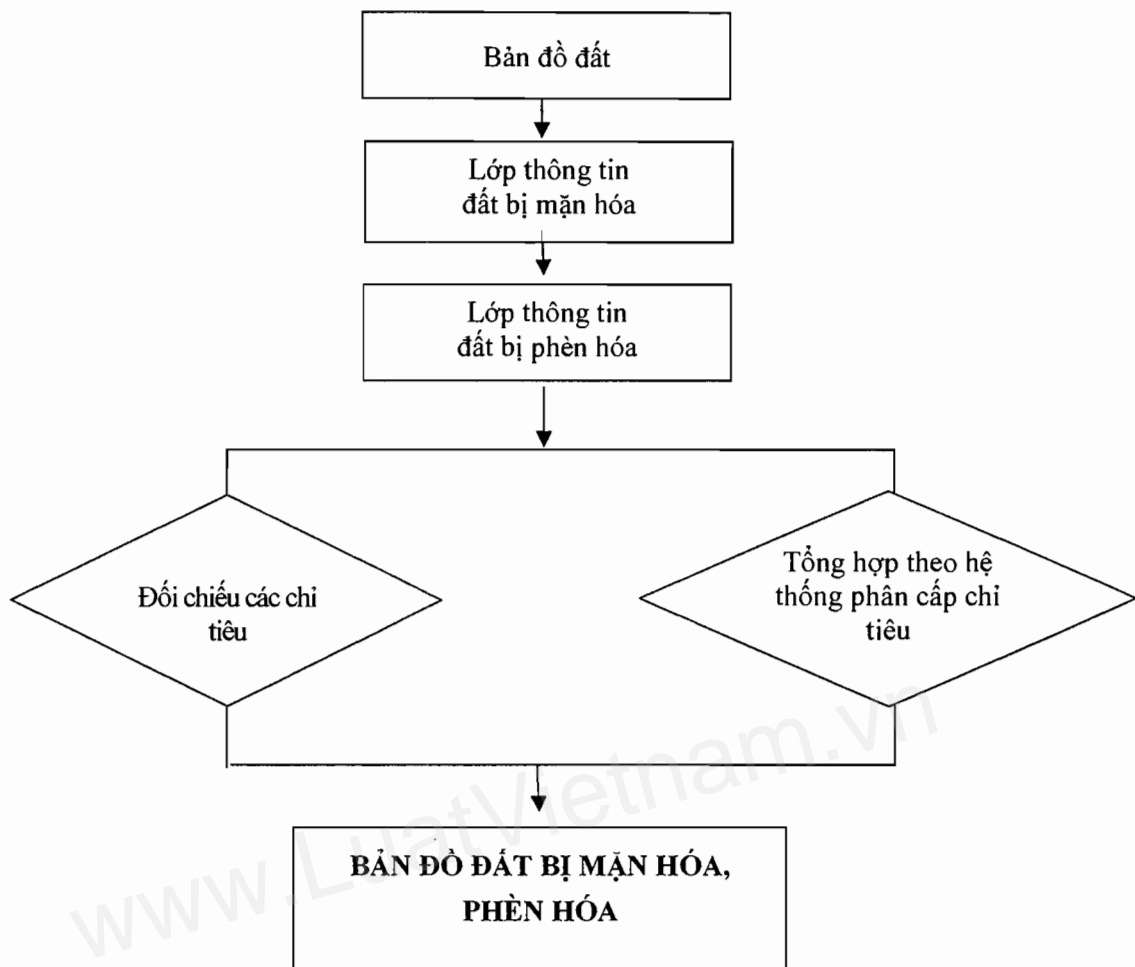 Bản đồ đất
Lớp thông tin
đất bị mặn hóa
Lớp thông tin
đất bị phèn hóa
Đối chiếu các chỉ
tiêu
Tổng hợp theo hệ
thống phân cấp chỉ
tiêu
BẢN ĐỒ ĐẤT BỊ MẶN HÓA,
PHÈN HÓA
www.LuatVietnam.vn